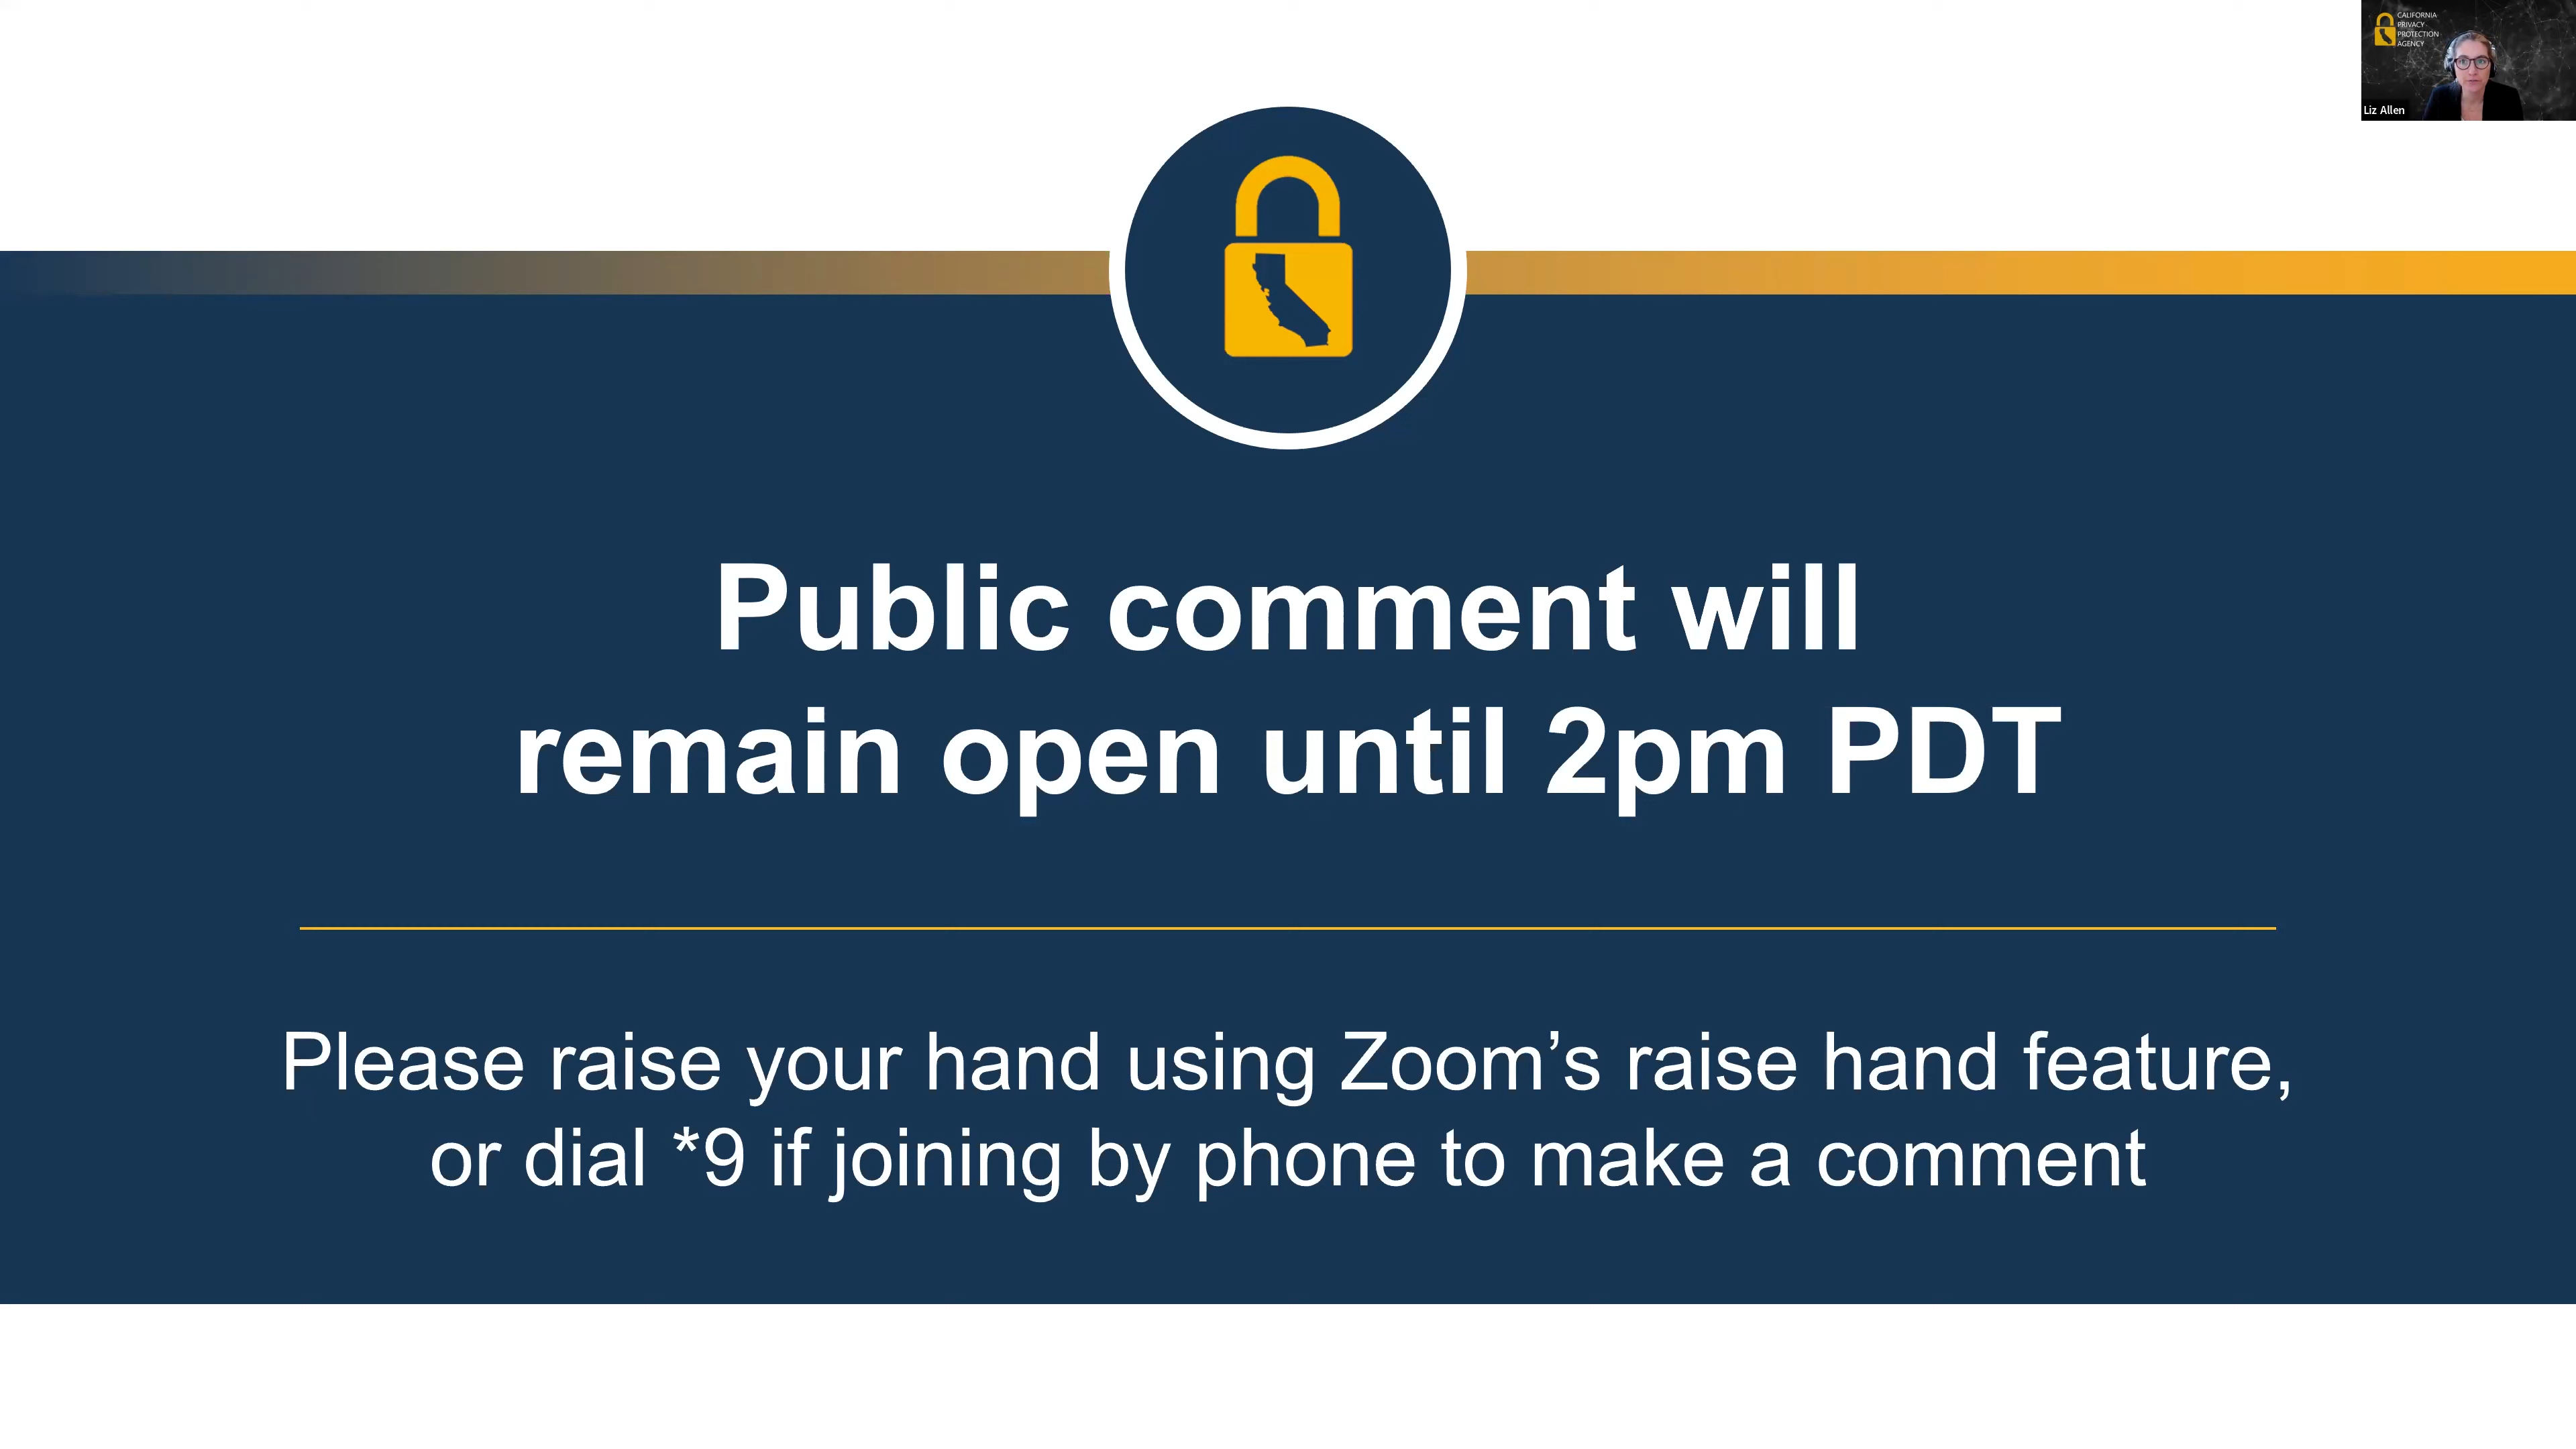 CALIFORNIA
PRIVACY
PROTECTION
AGENCY
Liz Allen
Public comment will
remain open until 2pm PDT
Please raise your hand using Zoom’s raise hand feature,
or dial *9 if joining by phone to make a comment